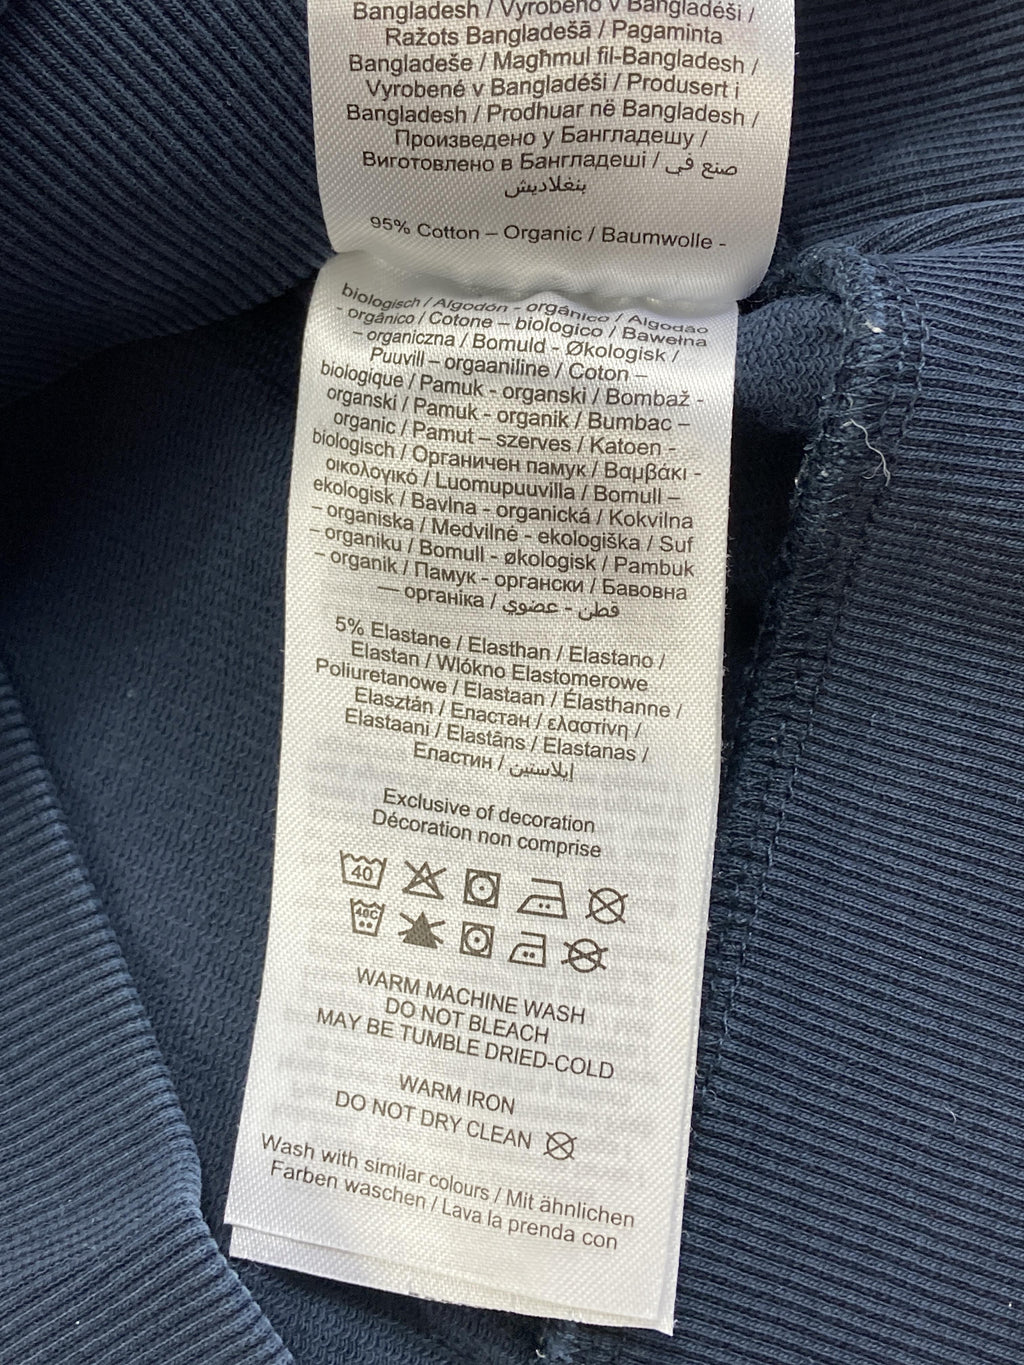 Bangladesh / Vyrobeno v Bangladéši /
Ražots Bangladešā / Pagaminta
Bangladeše / Magħmul fil-Bangladesh /
Vyrobené v Bangladéši / Produsert i
Bangladesh / Prodhuar në Bangladesh /
Произведено у Бангладешу /
Виготовлено в Бангладеші / صنع في
بنغلاديش
95% Cotton – Organic / Baumwolle -
biologisch / Algodón - orgánico / Algodão
- orgânico / Cotone – biologico / Bawełna
– organiczna / Bomuld - Økologisk /
Puuvill – orgaaniline / Coton –
biologique / Pamuk - organski / Bombaž -
organski / Pamuk - organik / Bumbac –
organic / Pamut – szerves / Katoen -
biologisch / Органичен памук / Βαμβάκι -
οικολογικό / Luomupuuvilla / Bomull –
ekologisk / Bavlna - organická / Kokvilna
– organiska / Medvilnė - ekologiška / Suf
– organiku / Bomull - økologisk / Pambuk
– organik / Памук - органски / Бавовна
— органіка / قطن - عضوي
5% Elastane / Elasthan / Elastano /
Elastan / Wlókno Elastomerowe
Poliuretanowe / Elastaan / Élasthanne /
Elasztán / Еластан / ελαστίνη /
Elastaani / Elastāns / Elastanas /
Еластин / إيلاستين
Exclusive of decoration
Décoration non comprise
40
40C
WARM MACHINE WASH
DO NOT BLEACH
MAY BE TUMBLE DRIED-COLD
WARM IRON
DO NOT DRY CLEAN
Wash with similar colours / Mit ähnlichen
Farben waschen / Lava la prenda con